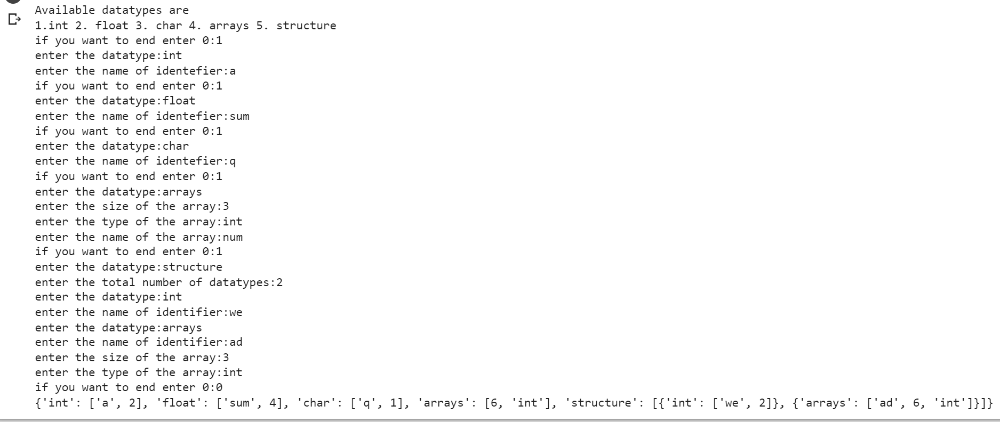 Available datatypes are
1.int 2. float 3. char 4. arrays 5. structure
if you want to end enter 0:1
enter the datatype:int
enter the name of identefier:a
if you want to end enter 0:1
enter the datatype:float
enter the name of identefier:sum
if you want to end enter 0:1
enter the datatype:char
enter the name of identefier:q
if you want to end enter 0:1
enter the datatype:arrays
enter the size of the array:3
enter the type of the array:int
enter the name of the array:num
if you want to end enter 0:1
enter the datatype:structure
enter the total number of datatypes:2
enter the datatype:int
enter the name of identifier:we
enter the datatype:arrays
enter the name of identifier:ad
enter the size of the array:3
enter the type of the array:int
if you want to end enter 0:0
{'int': ['a', 2], 'float': ['sum', 4], 'char': ['q', 1], 'arrays': [6, 'int'], 'structure': [{'int': ['we', 2]}, {'arrays': ['ad', 6, 'int']}]}